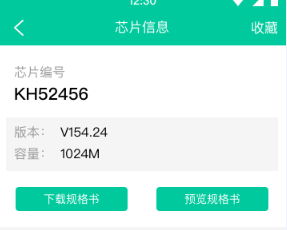 12:30
芯片信息 收藏
芯片编号
KH52456
版本： V154.24
容量： 1024M
下载规格书 预览规格书